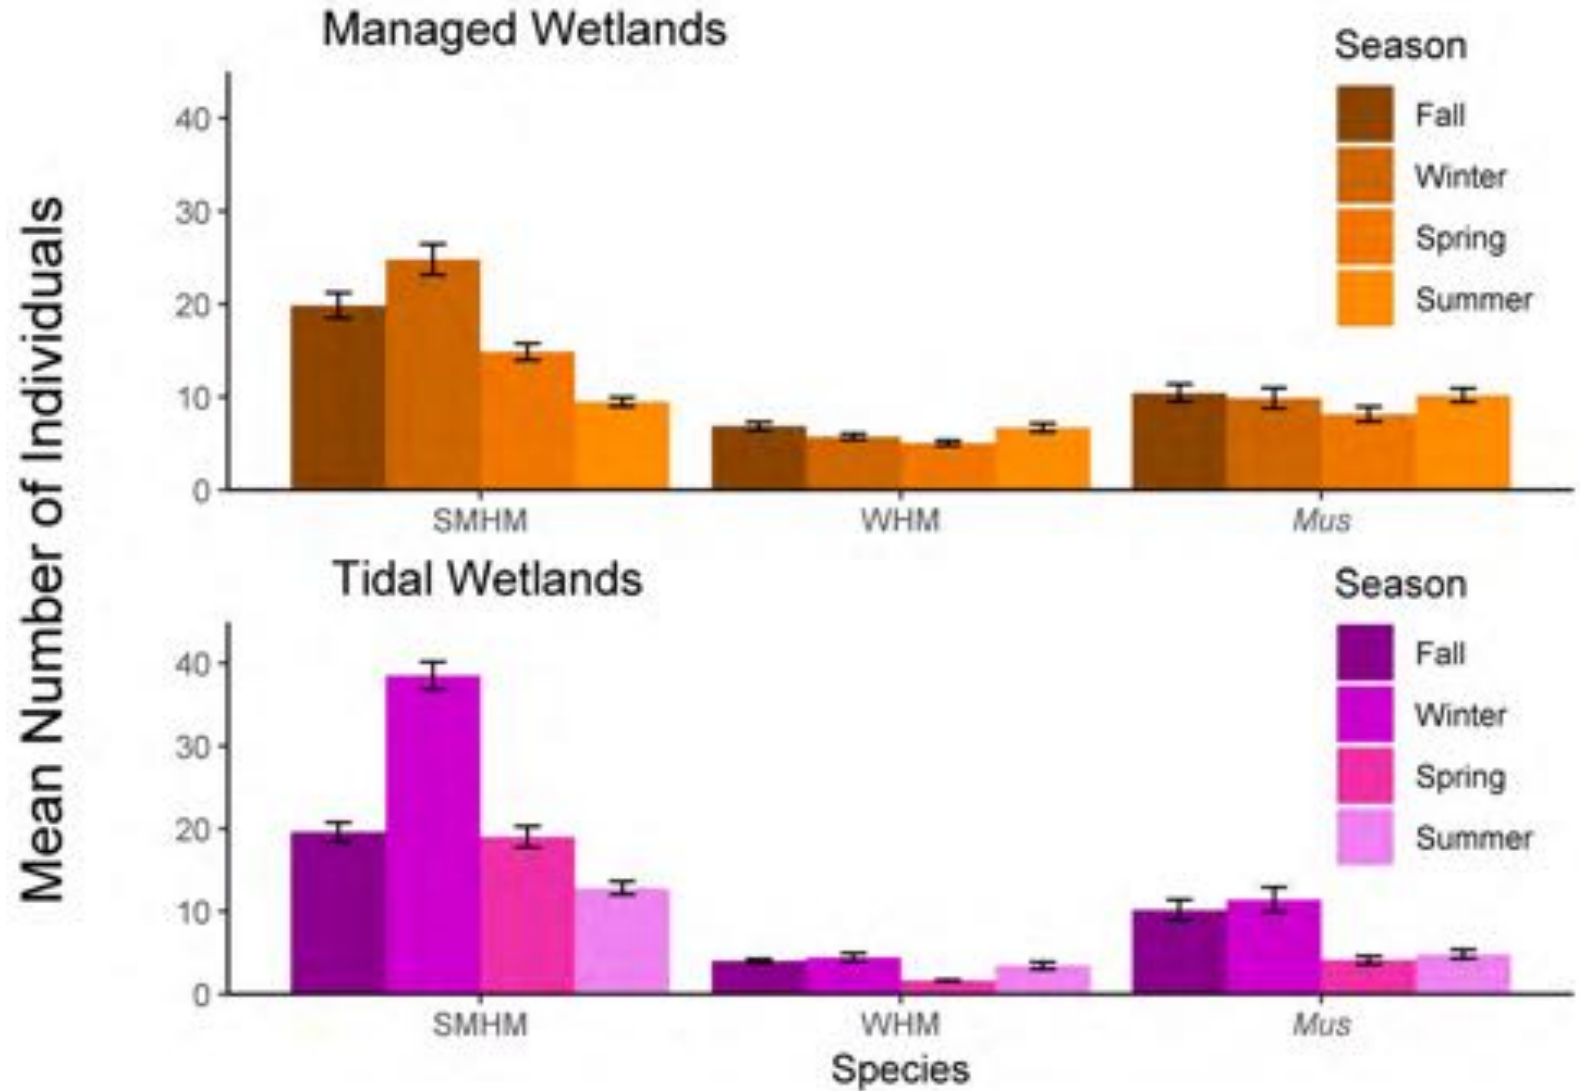 Managed Wetlands
Mean Number of Individuals
40
30
20
10
0
SMHM WHM Mus
Season
Fall
Winter
Spring
Summer
Tidal Wetlands
40
30
20
10
0
SMHM WHM Mus
Species
Season
Fall
Winter
Spring
Summer